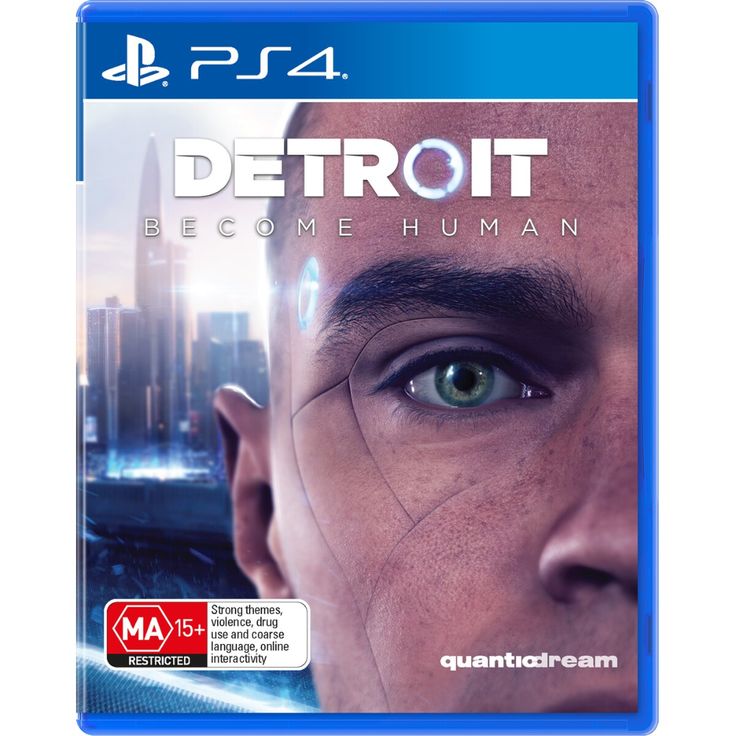 PS4
DETROIT
BECOME HUMAN
MA 15+
RESTRICTED
Strong themes,
violence, drug
use and coarse
language, online
interactivity
quanticdream